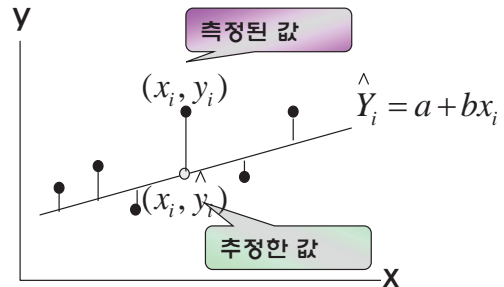 y
측정된 값
(x_i, y_i)
Ŷ_i = a + bx_i
(x_i, ŷ_i)
추정한 값
x